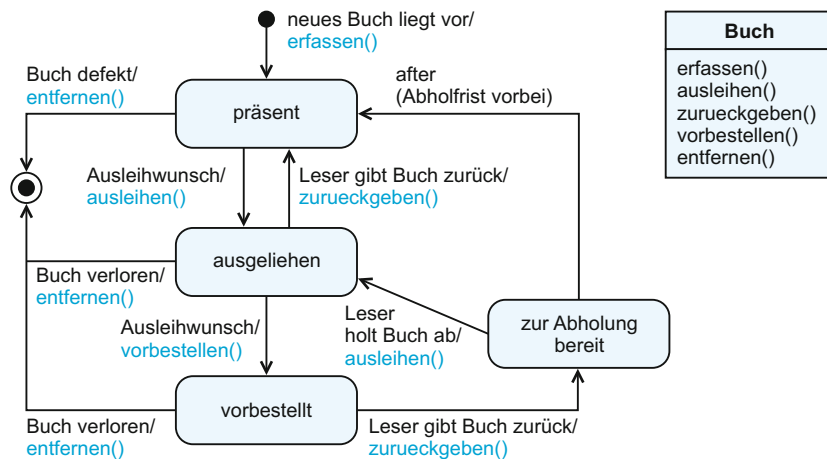 neues Buch liegt vor/
erfassen()
Buch
erfassen()
ausleihen()
zurueckgeben()
vorbestellen()
entfernen()
Buch defekt/
entfernen()
after
(Abholfrist vorbei)
präsent
Ausleihwunsch/
ausleihen()
Leser gibt Buch zurück/
zurueckgeben()
ausgeliehen
Buch verloren/
entfernen()
Ausleihwunsch/
vorbestellen()
Leser
holt Buch ab/
ausleihen()
zur Abholung
bereit
vorbestellt
Buch verloren/
entfernen()
Leser gibt Buch zurück/
zurueckgeben()